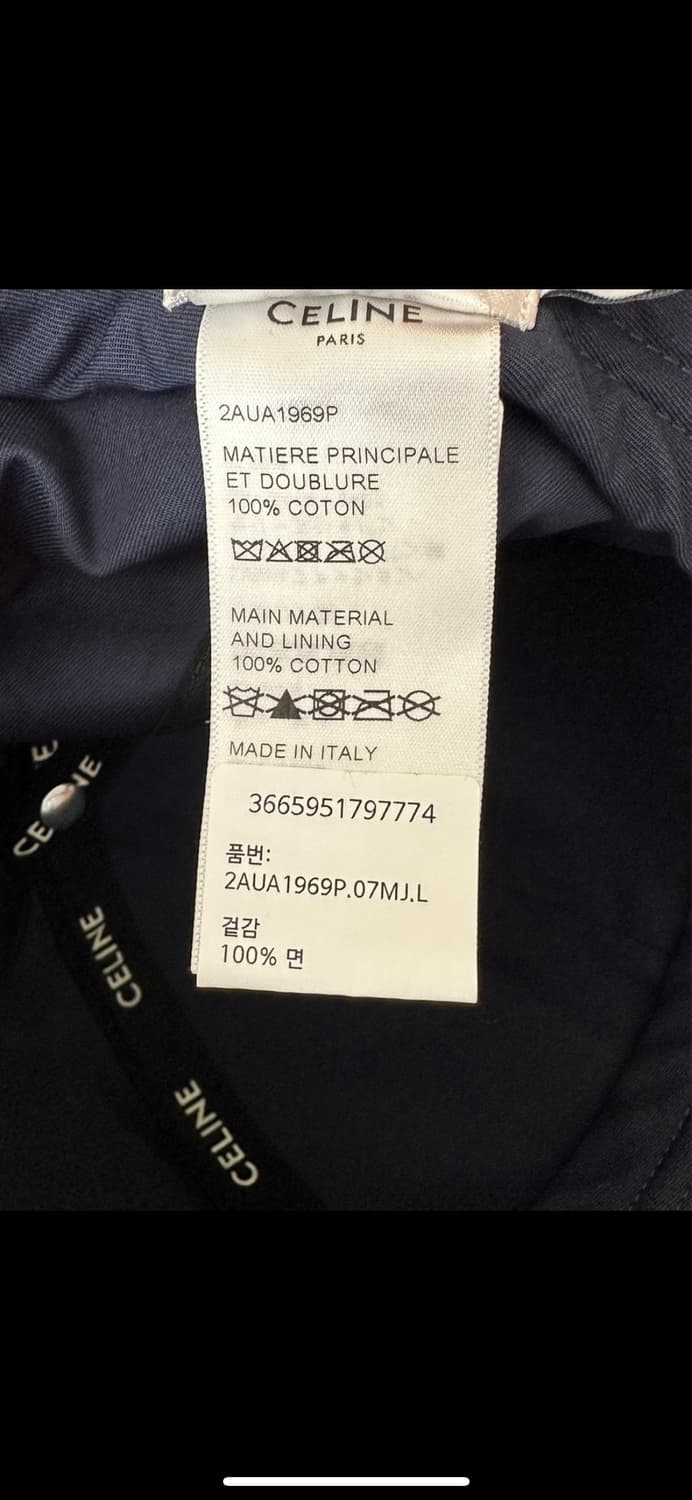 CELINE
PARIS
2AUA1969P
MATIERE PRINCIPALE
ET DOUBLURE
100% COTON
MAIN MATERIAL
AND LINING
100% COTTON
MADE IN ITALY
3665951797774
품번:
2AUA1969P.07MJ.L
겉감
100% 면
CELINE
CELINE
CELINE